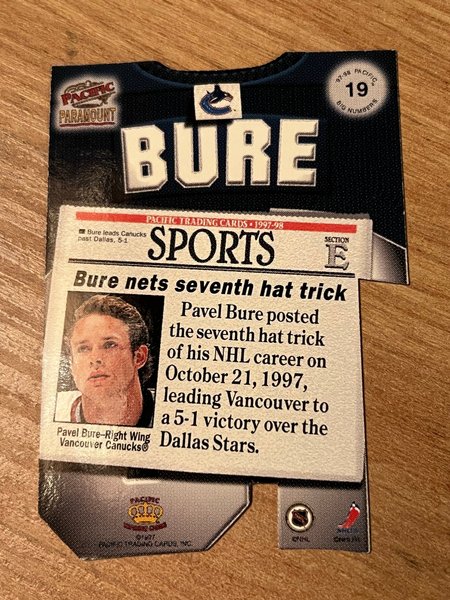 PACIFIC
PARAMOUNT
'97-98 PACIFIC
19
BIG NUMBERS
BURE
PACIFIC TRADING CARDS • 1997-98
Bure leads Canucks
past Dallas, 5-1
SPORTS
SECTION
E
Bure nets seventh hat trick
Pavel Bure posted
the seventh hat trick
of his NHL career on
October 21, 1997,
leading Vancouver to
a 5-1 victory over the
Dallas Stars.
Pavel Bure–Right Wing
Vancouver Canucks®
PACIFIC
©1997
PACIFIC TRADING CARDS, INC.
©NHL